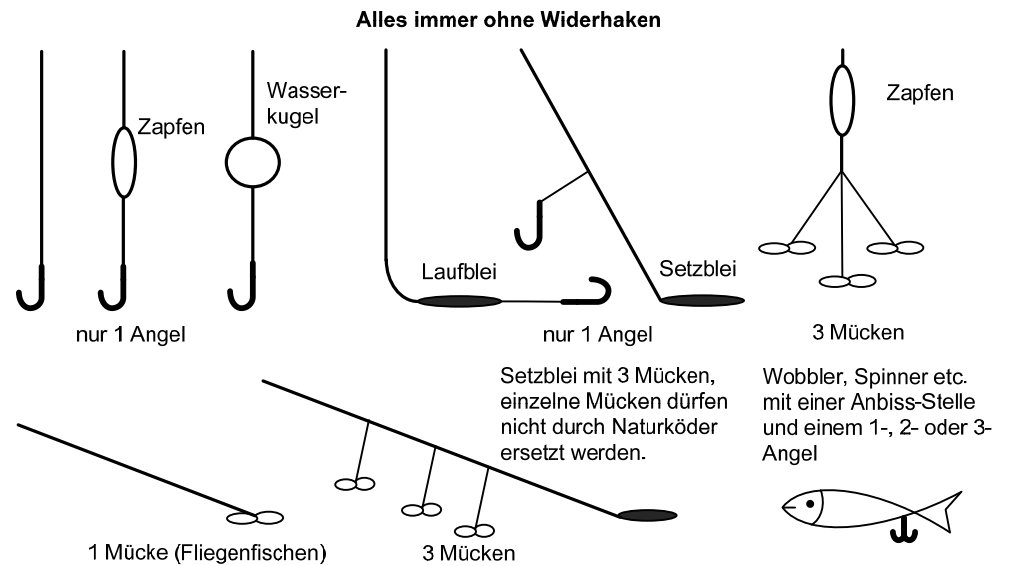 Alles immer ohne Widerhaken
Zapfen
Wasser-
kugel
Laufblei
Setzblei
Zapfen
nur 1 Angel
nur 1 Angel
3 Mücken
Setzblei mit 3 Mücken,
einzelne Mücken dürfen
nicht durch Naturköder
ersetzt werden.
Wobbler, Spinner etc.
mit einer Anbiss-Stelle
und einem 1-, 2- oder 3-
Angel
1 Mücke (Fliegenfischen)
3 Mücken